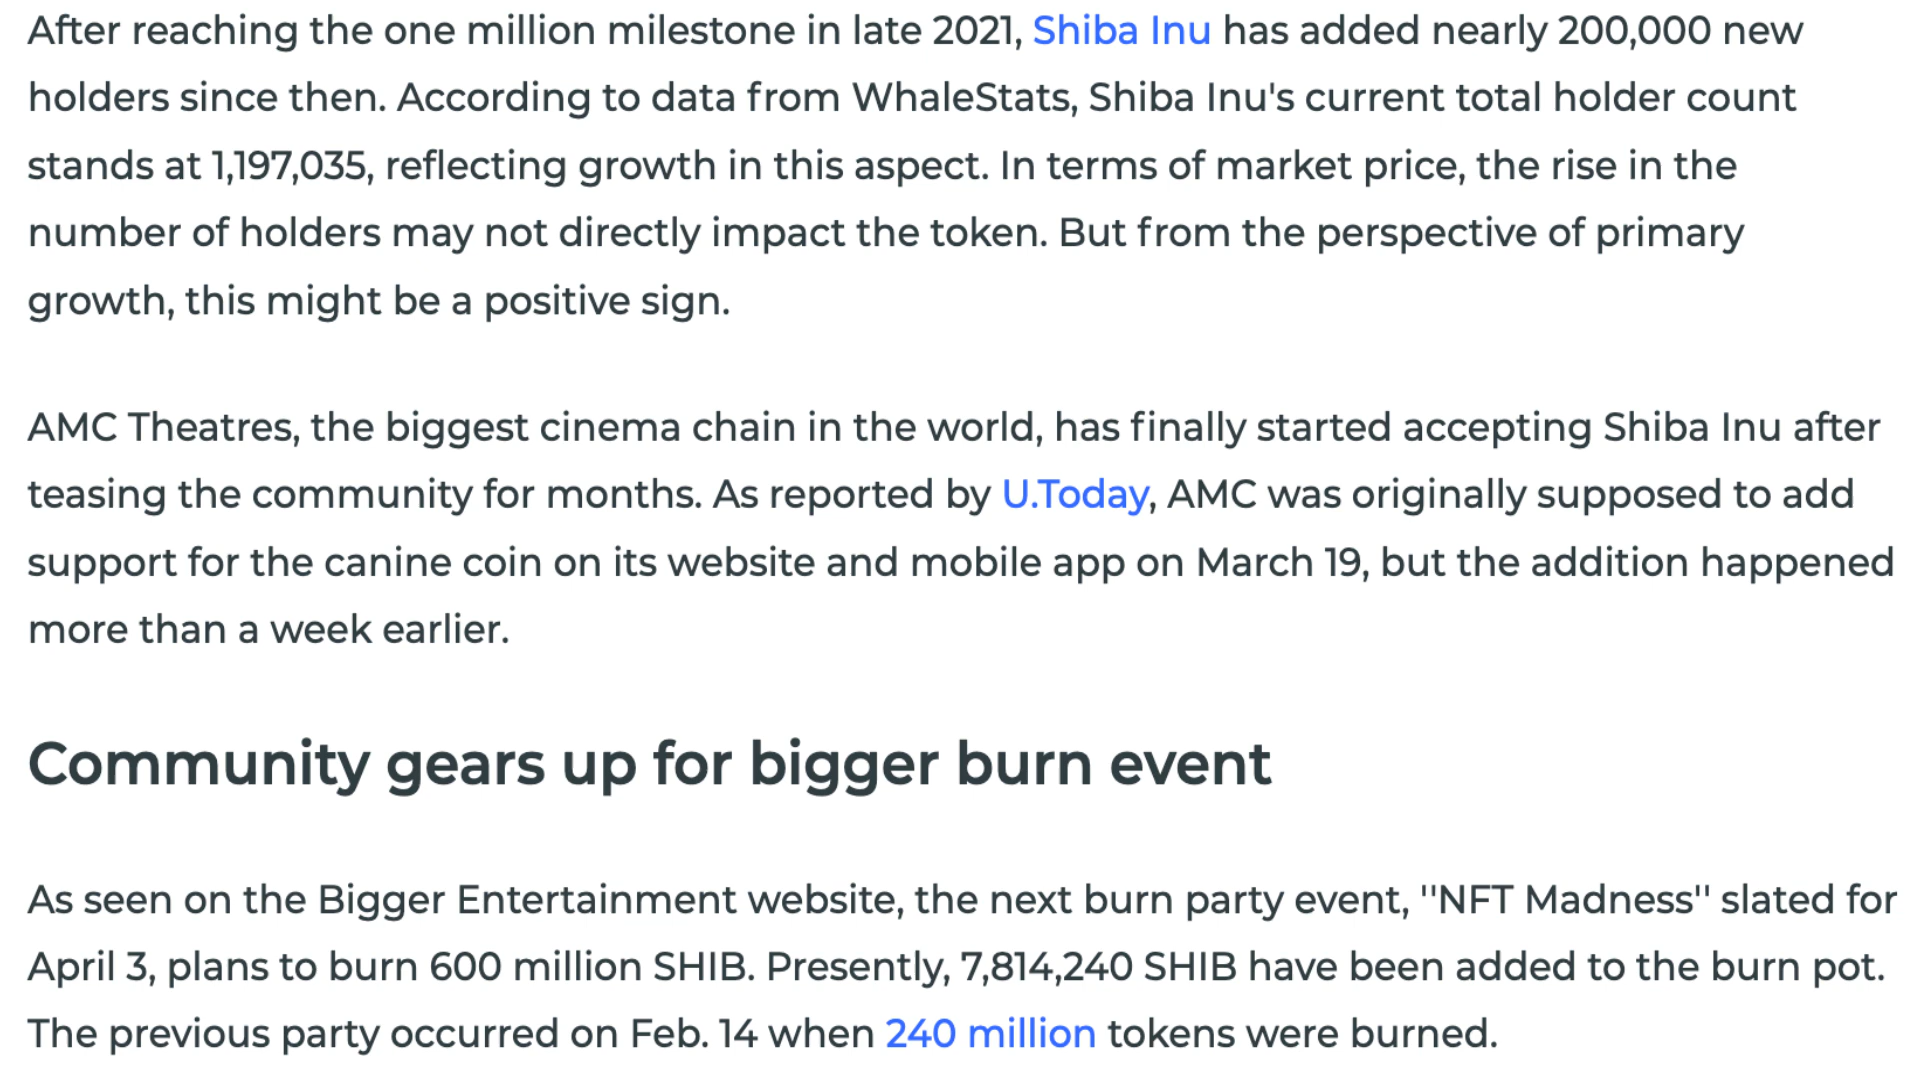 After reaching the one million milestone in late 2021, Shiba Inu has added nearly 200,000 new
holders since then. According to data from WhaleStats, Shiba Inu's current total holder count
stands at 1,197,035, reflecting growth in this aspect. In terms of market price, the rise in the
number of holders may not directly impact the token. But from the perspective of primary
growth, this might be a positive sign.
AMC Theatres, the biggest cinema chain in the world, has finally started accepting Shiba Inu after
teasing the community for months. As reported by U.Today, AMC was originally supposed to add
support for the canine coin on its website and mobile app on March 19, but the addition happened
more than a week earlier.
Community gears up for bigger burn event
As seen on the Bigger Entertainment website, the next burn party event, "NFT Madness" slated for
April 3, plans to burn 600 million SHIB. Presently, 7,814,240 SHIB have been added to the burn pot.
The previous party occurred on Feb. 14 when 240 million tokens were burned.